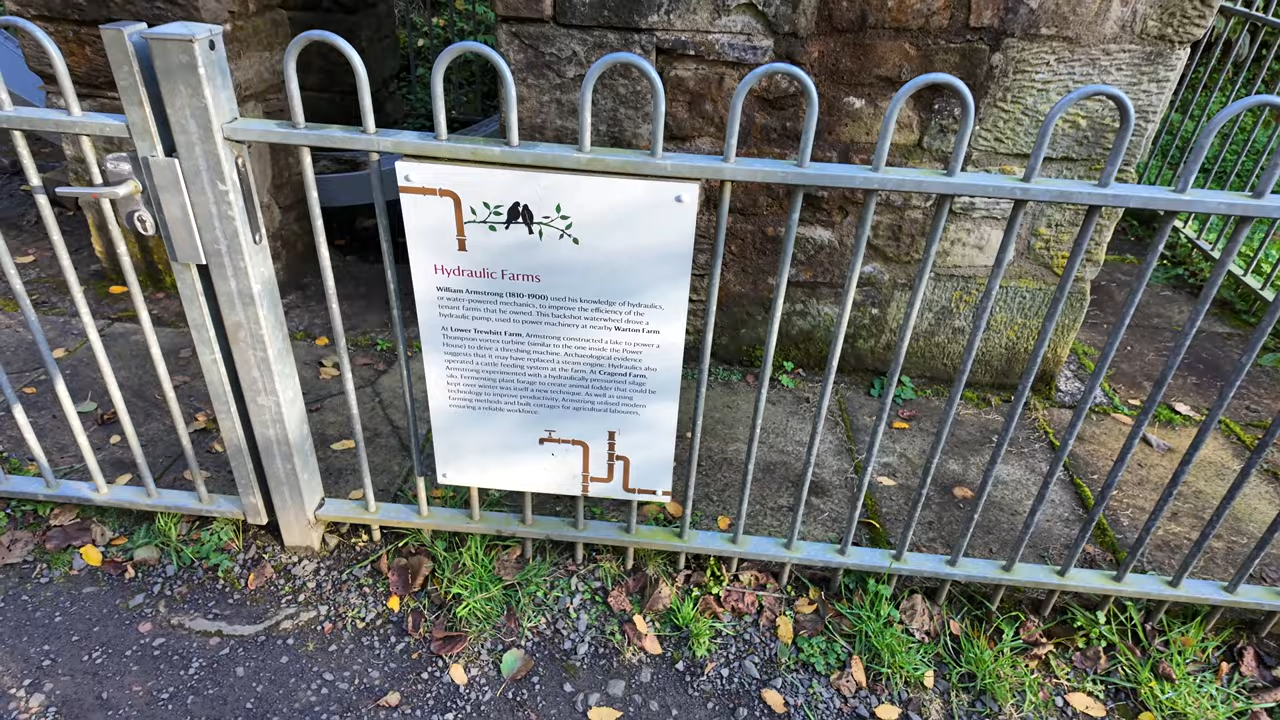 Hydraulic Farms
William Armstrong (1810-1900) used his knowledge of hydraulics,
or water-powered mechanics, to improve the efficiency of the
tenant farms that he owned. This backshot waterwheel drove a
hydraulic pump, used to power machinery at nearby Warton Farm
At Lower Trewhitt Farm, Armstrong constructed a lake to power a
Thompson vortex turbine (similar to the one inside the Power
House) to drive a threshing machine. Archaeological evidence
suggests that it may have replaced a steam engine. Hydraulics also
operated a cattle feeding system at the farm. At Cragend Farm,
Armstrong experimented with a hydraulically pressurised silage
silo. Fermenting plant forage to create animal fodder that could be
kept over winter was itself a new technique. As well as using
technology to improve productivity, Armstrong utilised modern
farming methods and built cottages for agricultural labourers,
ensuring a reliable workforce.